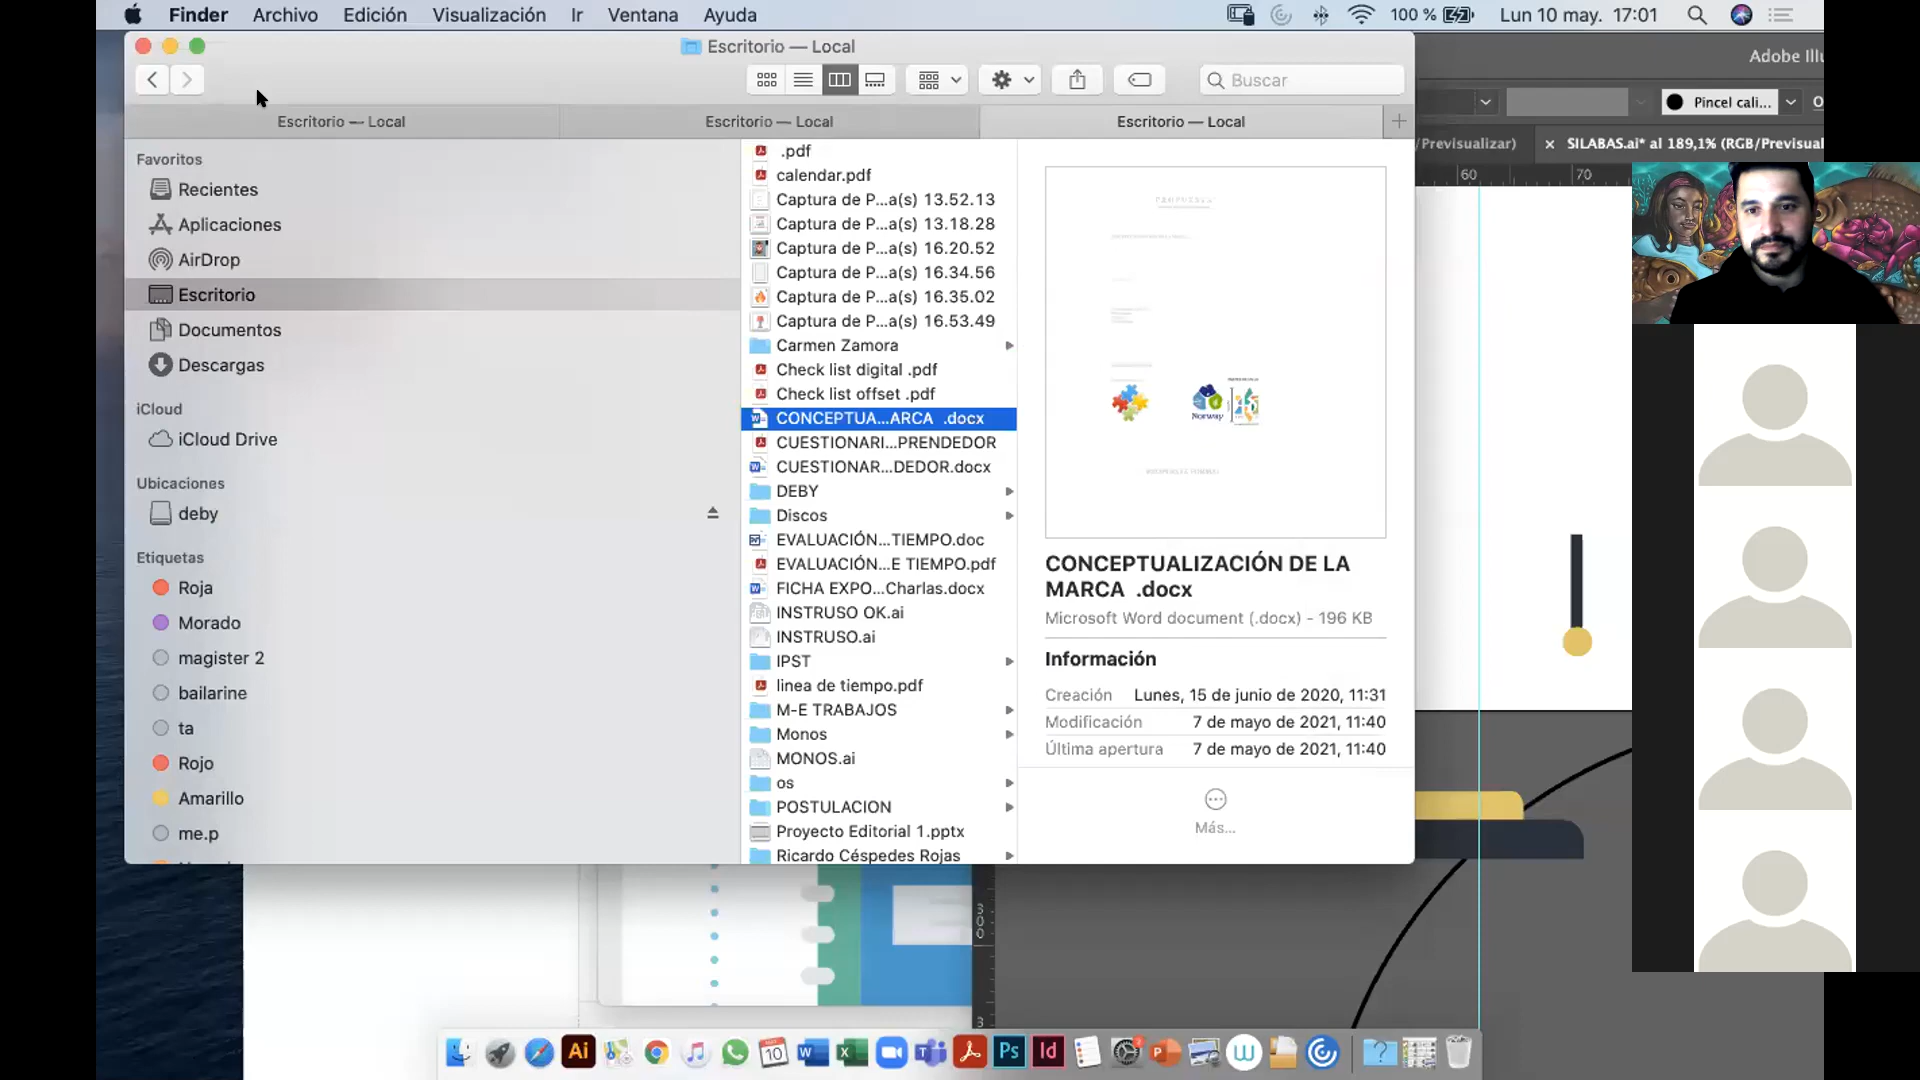 Finder Archivo Edición Visualización Ir Ventana Ayuda
100 % Lun 10 may. 17:01
Escritorio — Local
Buscar
Escritorio — Local
Escritorio — Local
Escritorio — Local
Favoritos
Recientes
Aplicaciones
AirDrop
Escritorio
Documentos
Descargas
iCloud
iCloud Drive
Ubicaciones
deby
Etiquetas
Roja
Morado
magister 2
bailarine
ta
Rojo
Amarillo
me.p
.pdf
calendar.pdf
Captura de P...a(s) 13.52.13
Captura de P...a(s) 13.18.28
Captura de P...a(s) 16.20.52
Captura de P...a(s) 16.34.56
Captura de P...a(s) 16.35.02
Captura de P...a(s) 16.53.49
Carmen Zamora
Check list digital .pdf
Check list offset .pdf
CONCEPTUA...ARCA .docx
CUESTIONARI...PRENDEDOR
CUESTIONAR...DEDOR.docx
DEBY
Discos
EVALUACIÓN...TIEMPO.doc
EVALUACIÓN...E TIEMPO.pdf
FICHA EXPO...Charlas.docx
INSTRUSO OK.ai
INSTRUSO.ai
IPST
linea de tiempo.pdf
M-E TRABAJOS
Monos
MONOS.ai
os
POSTULACION
Proyecto Editorial 1.pptx
Ricardo Céspedes Rojas
Norway
CONCEPTUALIZACIÓN DE LA
MARCA .docx
Microsoft Word document (.docx) - 196 KB
Información
Creación Lunes, 15 de junio de 2020, 11:31
Modificación 7 de mayo de 2021, 11:40
Última apertura 7 de mayo de 2021, 11:40
Más...
Adobe Illu
Pincel cali...
/Previsualizar) × SILABAS.ai* al 189,1% (RGB/Previsual
60 70
300
3
Ai 10 W X Ps Id P